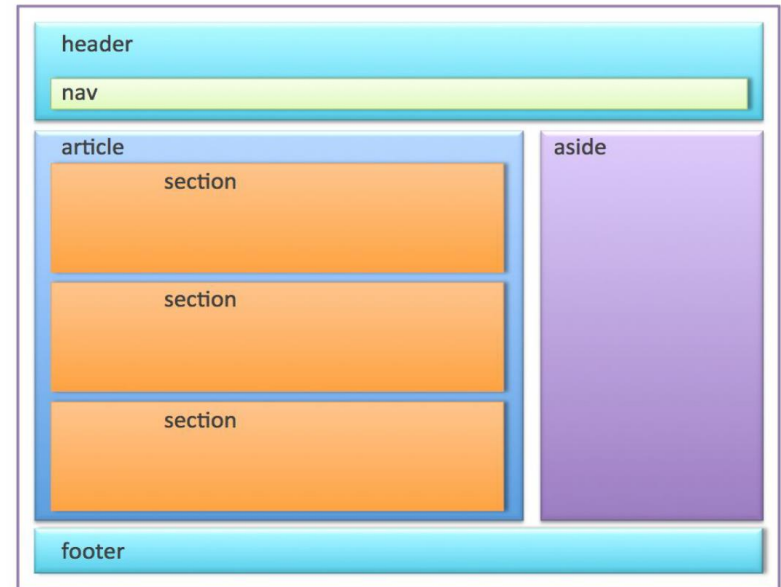 header
nav
article
section
section
section
aside
footer